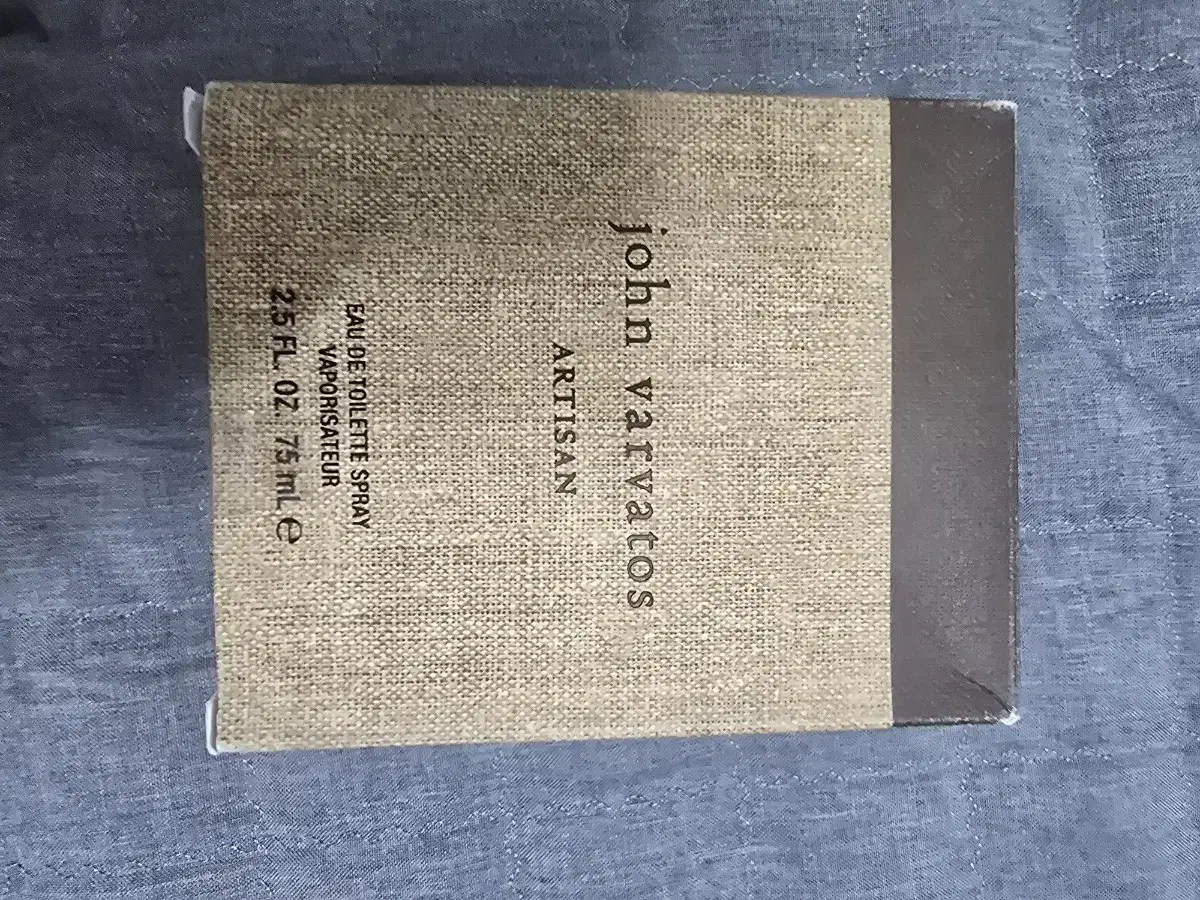 john varvatos
ARTISAN
EAU DE TOILETTE SPRAY
VAPORISATEUR
2.5 FL. OZ. 75 mL ℮